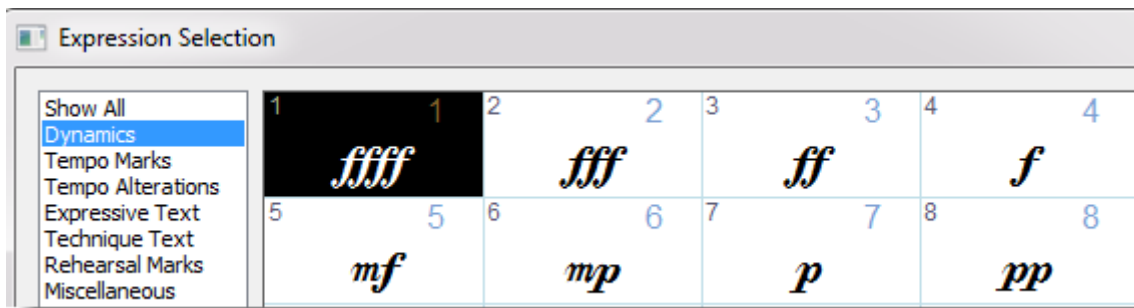 Expression Selection
Show All
Dynamics
Tempo Marks
Tempo Alterations
Expressive Text
Technique Text
Rehearsal Marks
Miscellaneous
1 1 2 2 3 3 4 4
ffff fff ff f
5 5 6 6 7 7 8 8
mf mp p pp